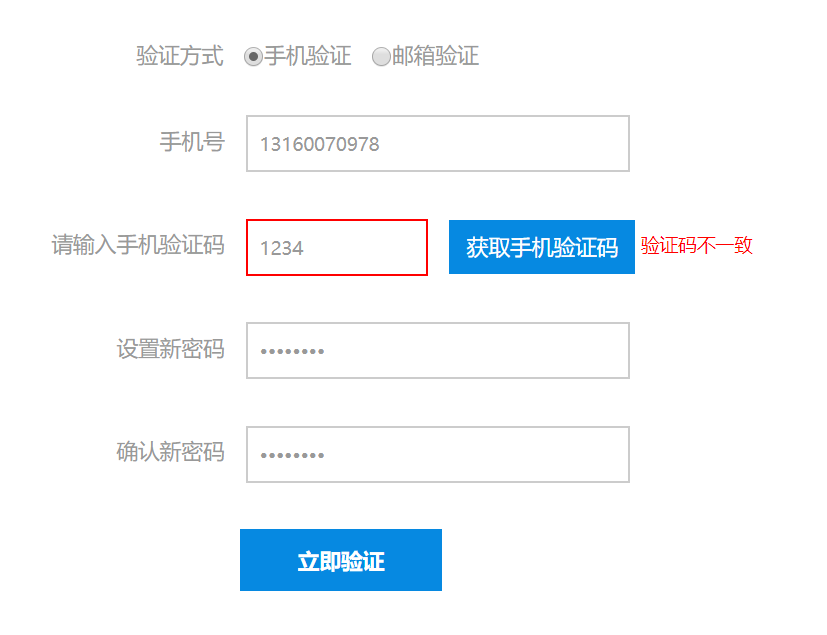 验证方式 手机验证 邮箱验证
手机号 13160070978
请输入手机验证码 1234 获取手机验证码 验证码不一致
设置新密码 ••••••••
确认新密码 ••••••••
立即验证